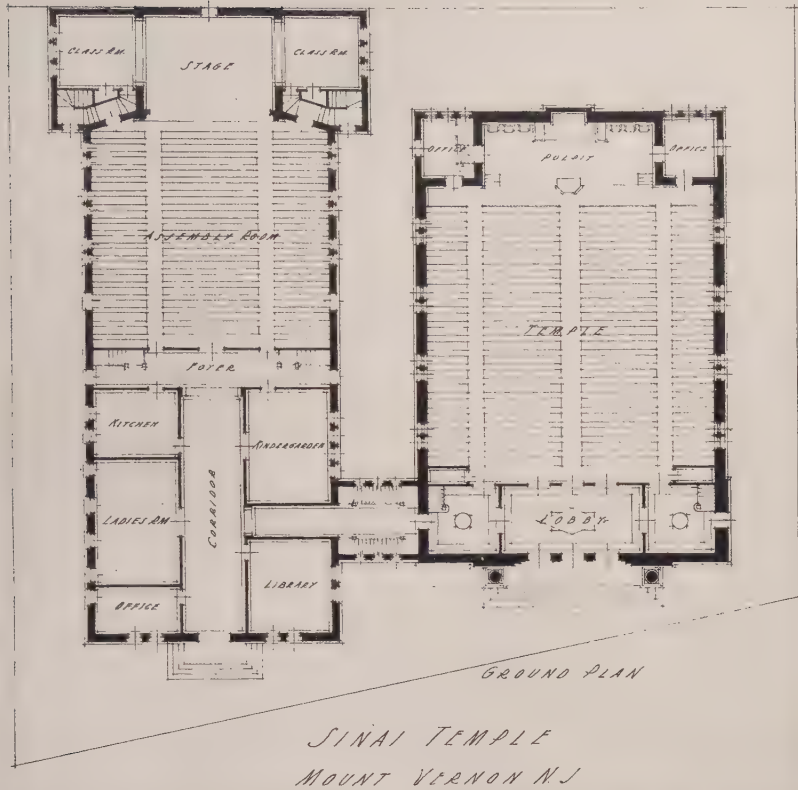 CLASS RM.
STAGE
CLASS RM.
OFFICE
PULPIT
OFFICE
ASSEMBLY ROOM
TEMPLE
FOYER
KITCHEN
KINDERGARDEN
CORRIDOR
LADIES RM
LOBBY
LIBRARY
OFFICE
GROUND PLAN
SINAI TEMPLE
MOUNT VERNON N.J